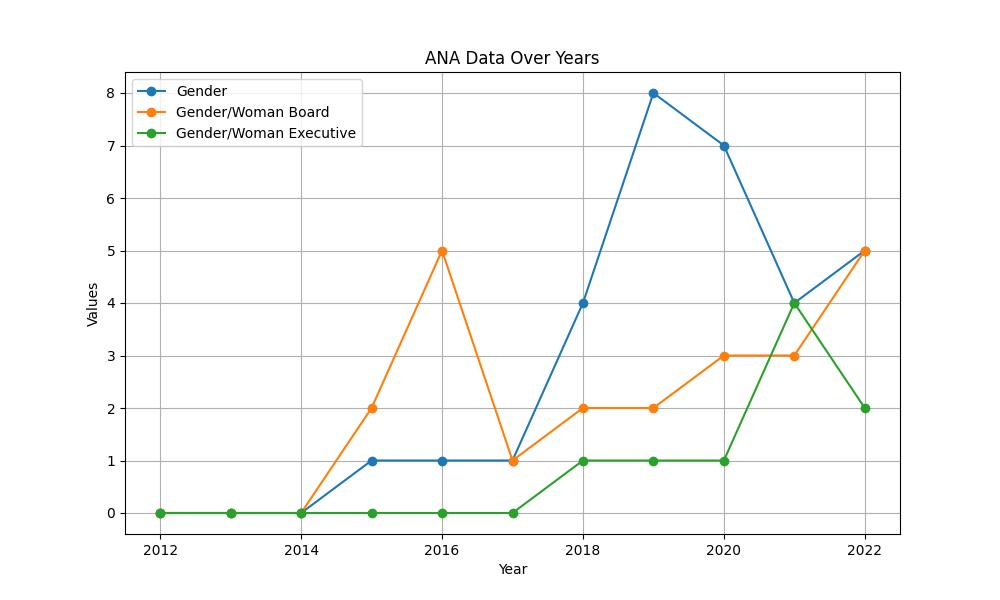 ANA Data Over Years
Gender
Gender/Woman Board
Gender/Woman Executive
8
7
6
5
4
3
2
1
0
Values
2012 2014 2016 2018 2020 2022
Year